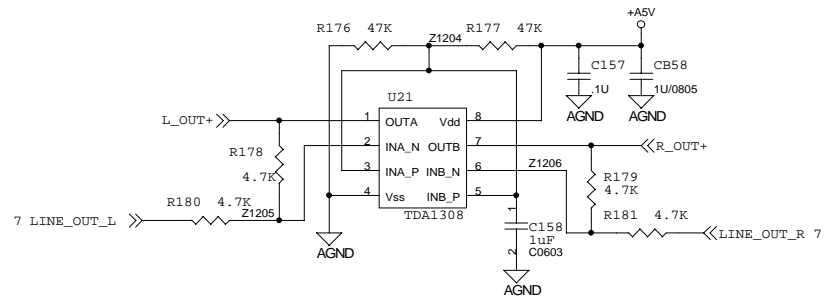 +A5V
R176 47K R177 47K
Z1204
C157
.1U
AGND
CB58
1U/0805
AGND
U21
L_OUT+
1 OUTA Vdd 8
2 INA_N OUTB 7
3 INA_P INB_N 6
4 Vss INB_P 5
TDA1308
R_OUT+
R178
4.7K
Z1206
R179
4.7K
R180 4.7K
Z1205
7 LINE_OUT_L
R181 4.7K
LINE_OUT_R 7
1
C158
1uF
C0603
2
AGND
AGND